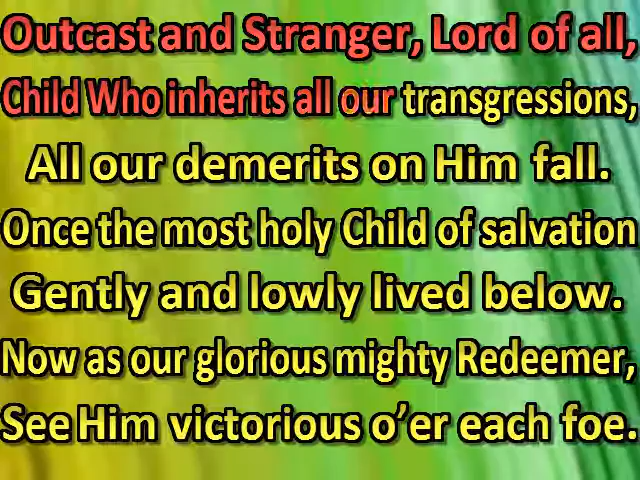 Outcast and Stranger, Lord of all,
Child Who inherits all our transgressions,
All our demerits on Him fall.
Once the most holy Child of salvation
Gently and lowly lived below.
Now as our glorious mighty Redeemer,
See Him victorious o’er each foe.